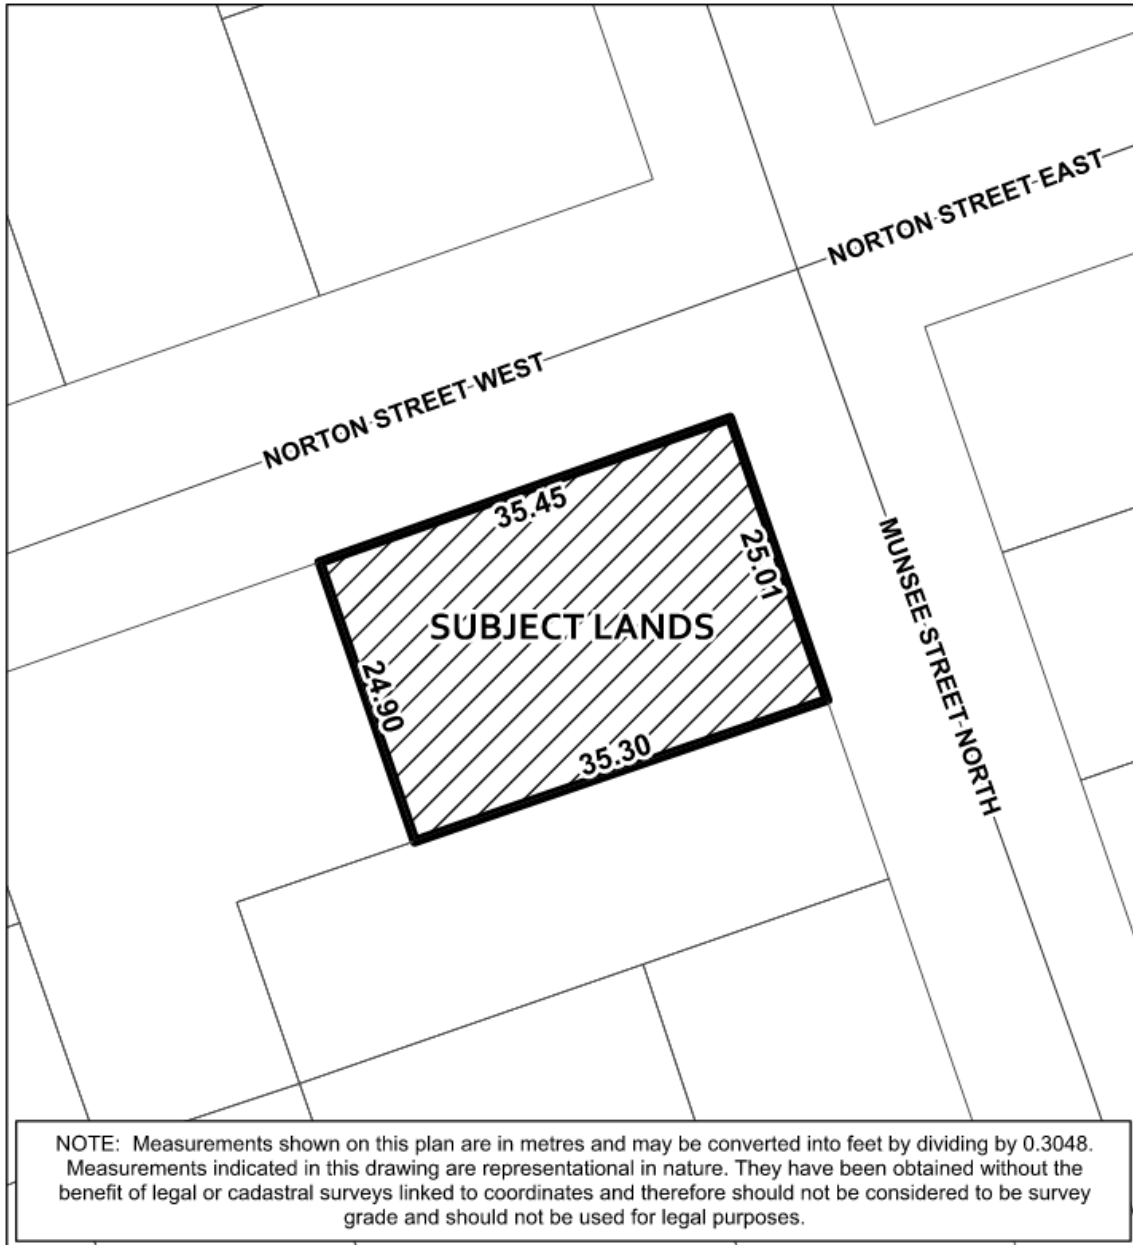 NORTON STREET EAST
NORTON STREET WEST
35.45
25.01
MUNSEE STREET NORTH
SUBJECT LANDS
24.90
35.30
NOTE: Measurements shown on this plan are in metres and may be converted into feet by dividing by 0.3048.
Measurements indicated in this drawing are representational in nature. They have been obtained without the
benefit of legal or cadastral surveys linked to coordinates and therefore should not be considered to be survey
grade and should not be used for legal purposes.